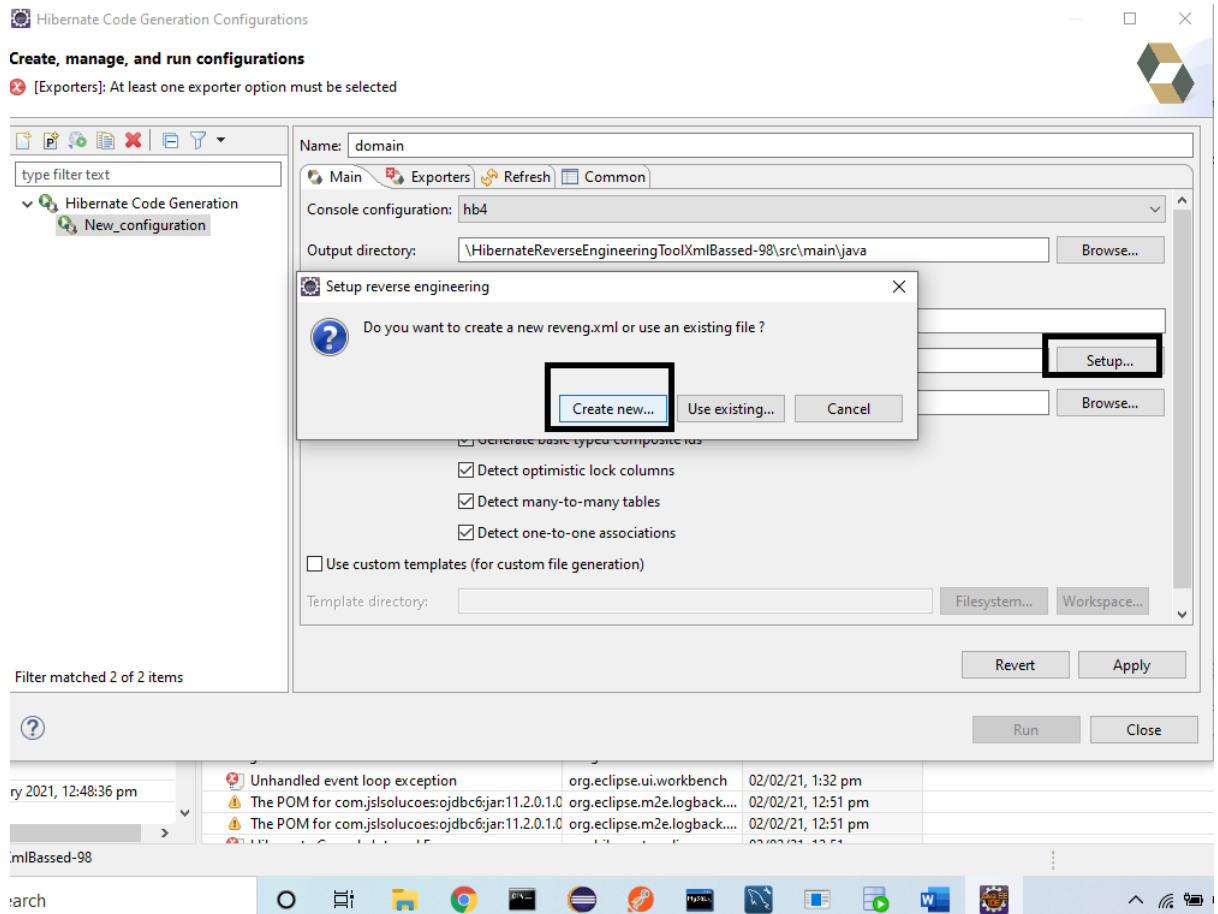 Hibernate Code Generation Configurations
Create, manage, and run configurations
[Exporters]: At least one exporter option must be selected
type filter text
Hibernate Code Generation
New_configuration
Filter matched 2 of 2 items
Name: domain
Main Exporters Refresh Common
Console configuration: hb4
Output directory: \HibernateReverseEngineeringToolXmlBassed-98\src\main\java Browse...
Setup reverse engineering
Do you want to create a new reveng.xml or use an existing file ?
Setup...
Create new... Use existing... Cancel
Browse...
Generate basic typed composite ids
Detect optimistic lock columns
Detect many-to-many tables
Detect one-to-one associations
Use custom templates (for custom file generation)
Template directory: Filesystem... Workspace...
Revert Apply
Run Close
ry 2021, 12:48:36 pm
Unhandled event loop exception org.eclipse.ui.workbench 02/02/21, 1:32 pm
The POM for com.jslsolucoes:ojdbc6:jar:11.2.0.1.0 org.eclipse.m2e.logback.... 02/02/21, 12:51 pm
The POM for com.jslsolucoes:ojdbc6:jar:11.2.0.1.0 org.eclipse.m2e.logback.... 02/02/21, 12:51 pm
XmlBassed-98
earch